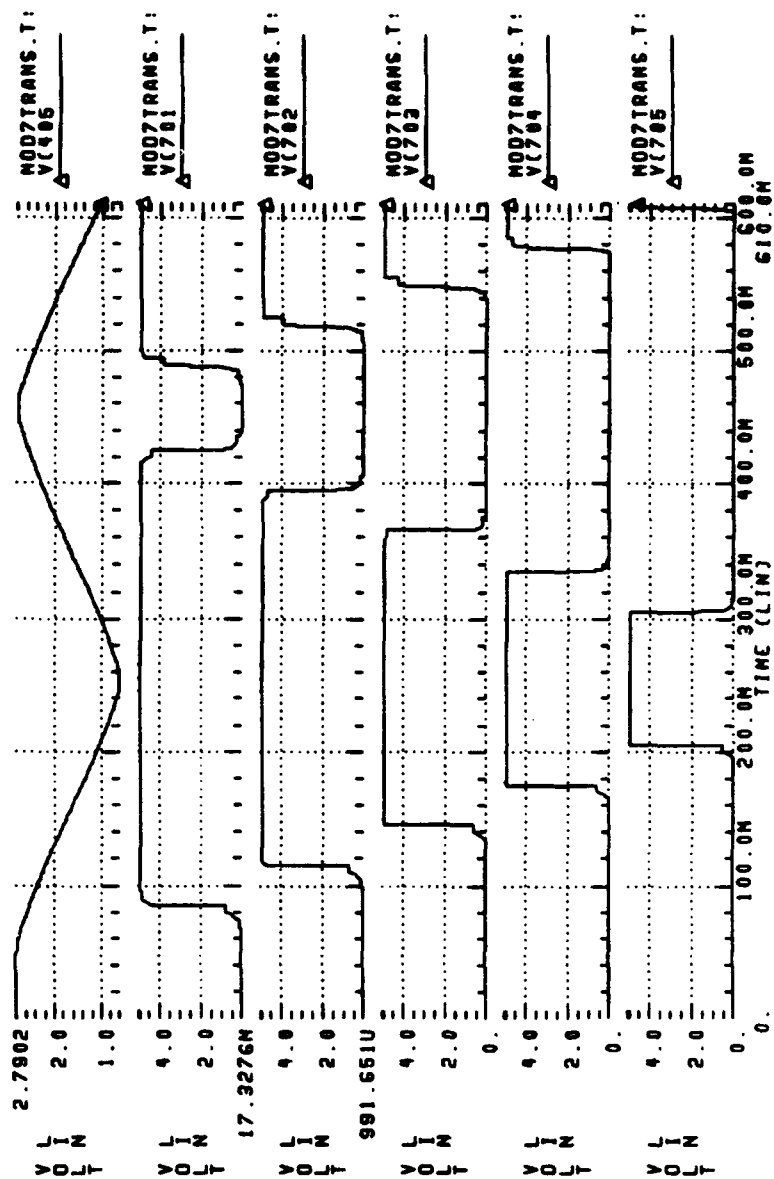 2.7902
2.0
1.0
VOLT LIN
MOD7TRANS.T:
V(405
4.0
2.0
17.3276M
VOLT LIN
MOD7TRANS.T:
V(701
4.0
2.0
991.651U
VOLT LIN
MOD7TRANS.T:
V(702
4.0
2.0
0.
VOLT LIN
MOD7TRANS.T:
V(703
4.0
2.0
0.
VOLT LIN
MOD7TRANS.T:
V(704
4.0
2.0
0.
VOLT LIN
MOD7TRANS.T:
V(705
0. 100.0M 200.0M 300.0M 400.0M 500.0M 600.0M
TIME (LIN) 610.0M